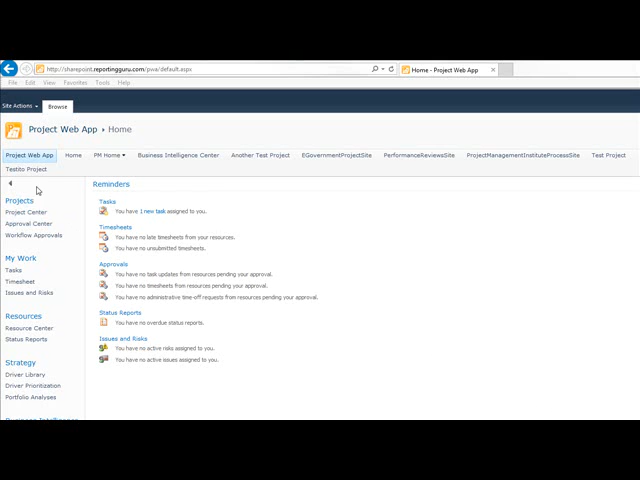 http://sharepoint.reportingguru.com/pwa/default.aspx
Home - Project Web App
File Edit View Favorites Tools Help
Site Actions Browse
Project Web App Home
Project Web App Home PM Home Business Intelligence Center Another Test Project EGovernmentProjectSite PerformanceReviewsSite ProjectManagementInstituteProcessSite Test Project
Testito Project
Projects
Project Center
Approval Center
Workflow Approvals
My Work
Tasks
Timesheet
Issues and Risks
Resources
Resource Center
Status Reports
Strategy
Driver Library
Driver Prioritization
Portfolio Analyses
Business Intelligence
Reminders
Tasks
You have 1 new task assigned to you.
Timesheets
You have no late timesheets from your resources.
You have no unsubmitted timesheets.
Approvals
You have no task updates from resources pending your approval.
You have no timesheets from resources pending your approval.
You have no administrative time-off requests from resources pending your approval.
Status Reports
You have no overdue status reports.
Issues and Risks
You have no active risks assigned to you.
You have no active issues assigned to you.